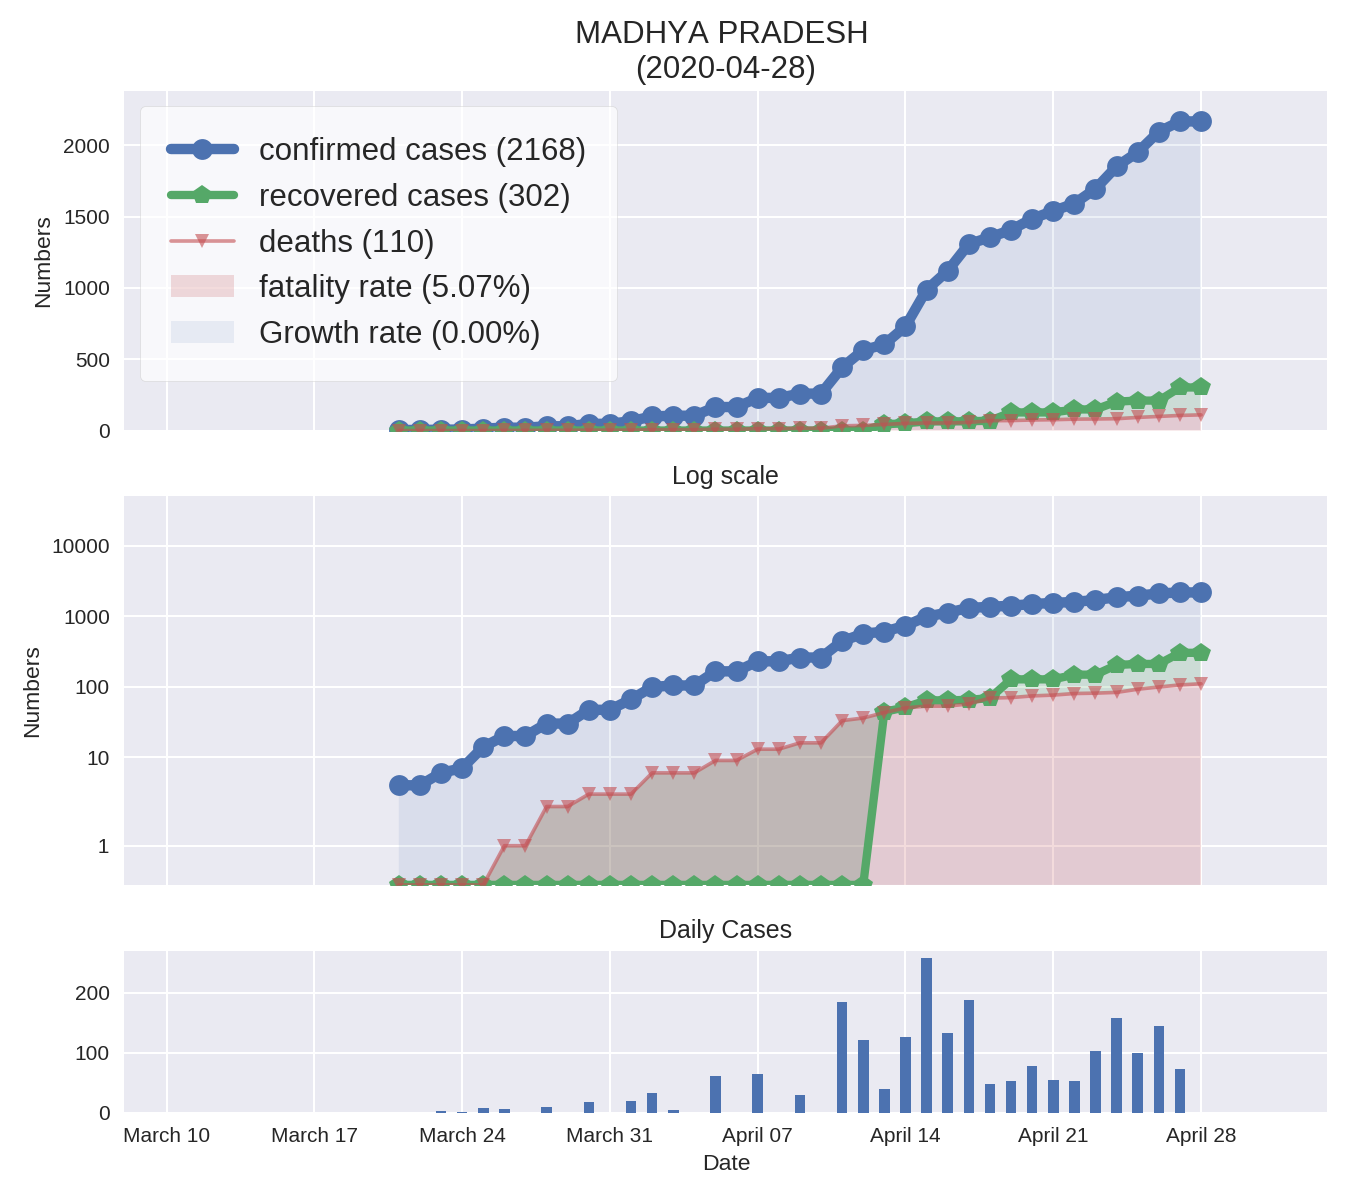 MADHYA PRADESH
(2020-04-28)
confirmed cases (2168)
recovered cases (302)
deaths (110)
fatality rate (5.07%)
Growth rate (0.00%)
Numbers
2000
1500
1000
500
0
Log scale
Numbers
10000
1000
100
10
1
Daily Cases
200
100
0
March 10 March 17 March 24 March 31 April 07 April 14 April 21 April 28
Date